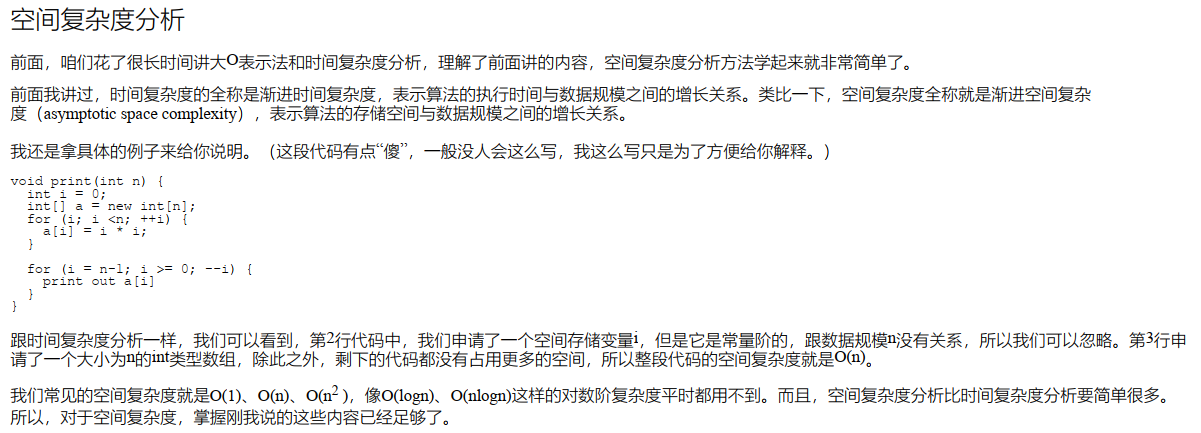 空间复杂度分析
前面，咱们花了很长时间讲大O表示法和时间复杂度分析，理解了前面讲的内容，空间复杂度分析方法学起来就非常简单了。
前面我讲过，时间复杂度的全称是渐进时间复杂度，表示算法的执行时间与数据规模之间的增长关系。类比一下，空间复杂度全称就是渐进空间复杂
度（asymptotic space complexity），表示算法的存储空间与数据规模之间的增长关系。
我还是拿具体的例子来给你说明。（这段代码有点“傻”，一般没人会这么写，我这么写只是为了方便给你解释。）
void print(int n) {
  int i = 0;
  int[] a = new int[n];
  for (i; i <n; ++i) {
    a[i] = i * i;
  }
  for (i = n-1; i >= 0; --i) {
    print out a[i]
  }
}
跟时间复杂度分析一样，我们可以看到，第2行代码中，我们申请了一个空间存储变量i，但是它是常量阶的，跟数据规模n没有关系，所以我们可以忽略。第3行申
请了一个大小为n的int类型数组，除此之外，剩下的代码都没有占用更多的空间，所以整段代码的空间复杂度就是O(n)。
我们常见的空间复杂度就是O(1)、O(n)、O(n² )，像O(logn)、O(nlogn)这样的对数阶复杂度平时都用不到。而且，空间复杂度分析比时间复杂度分析要简单很多。
所以，对于空间复杂度，掌握刚我说的这些内容已经足够了。